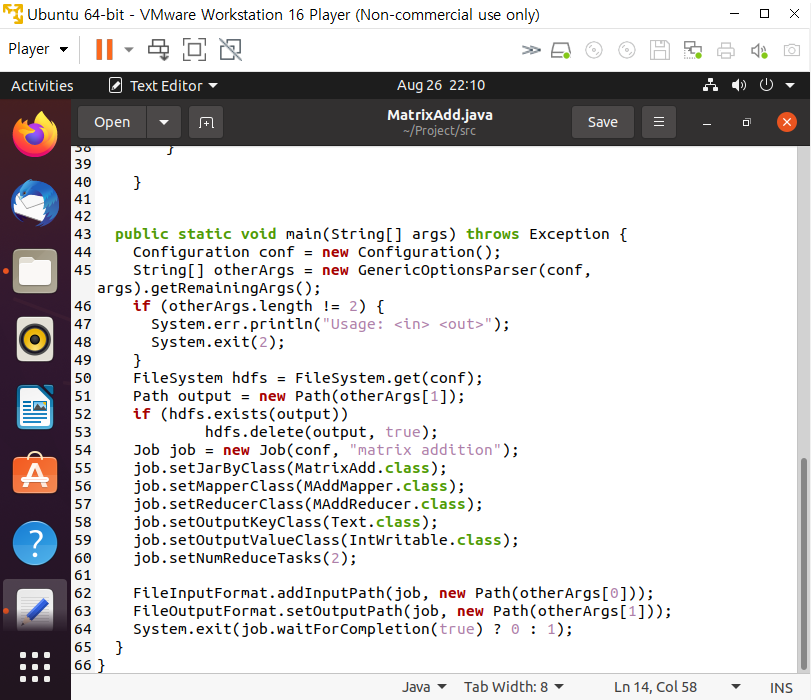 Ubuntu 64-bit - VMware Workstation 16 Player (Non-commercial use only)
Player
Activities
Text Editor
Aug 26 22:10
Open
MatrixAdd.java
~/Project/src
Save
38 }
39
40 }
41
42
43 public static void main(String[] args) throws Exception {
44 Configuration conf = new Configuration();
45 String[] otherArgs = new GenericOptionsParser(conf,
args).getRemainingArgs();
46 if (otherArgs.length != 2) {
47 System.err.println("Usage: <in> <out>");
48 System.exit(2);
49 }
50 FileSystem hdfs = FileSystem.get(conf);
51 Path output = new Path(otherArgs[1]);
52 if (hdfs.exists(output))
53 hdfs.delete(output, true);
54 Job job = new Job(conf, "matrix addition");
55 job.setJarByClass(MatrixAdd.class);
56 job.setMapperClass(MAddMapper.class);
57 job.setReducerClass(MAddReducer.class);
58 job.setOutputKeyClass(Text.class);
59 job.setOutputValueClass(IntWritable.class);
60 job.setNumReduceTasks(2);
61
62 FileInputFormat.addInputPath(job, new Path(otherArgs[0]));
63 FileOutputFormat.setOutputPath(job, new Path(otherArgs[1]));
64 System.exit(job.waitForCompletion(true) ? 0 : 1);
65 }
66 }
Java
Tab Width: 8
Ln 14, Col 58
INS